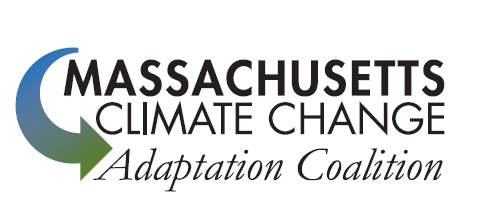 MASSACHUSETTS
CLIMATE CHANGE
Adaptation Coalition